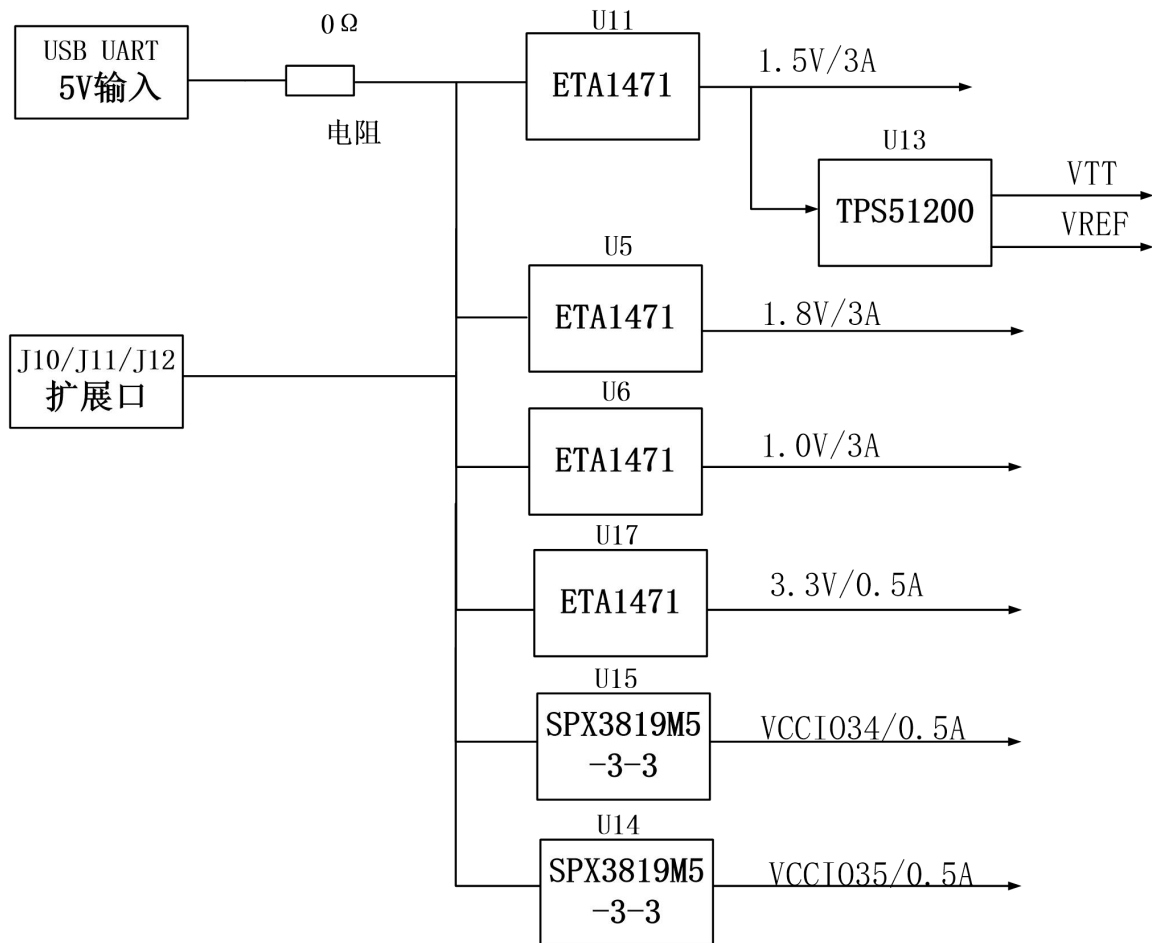 USB UART
5V输入
0Ω
电阻
U11
ETA1471
1.5V/3A
U13
TPS51200
VTT
VREF
U5
ETA1471
1.8V/3A
J10/J11/J12
扩展口
U6
ETA1471
1.0V/3A
U17
ETA1471
3.3V/0.5A
U15
SPX3819M5
-3-3
VCCIO34/0.5A
U14
SPX3819M5
-3-3
VCCIO35/0.5A